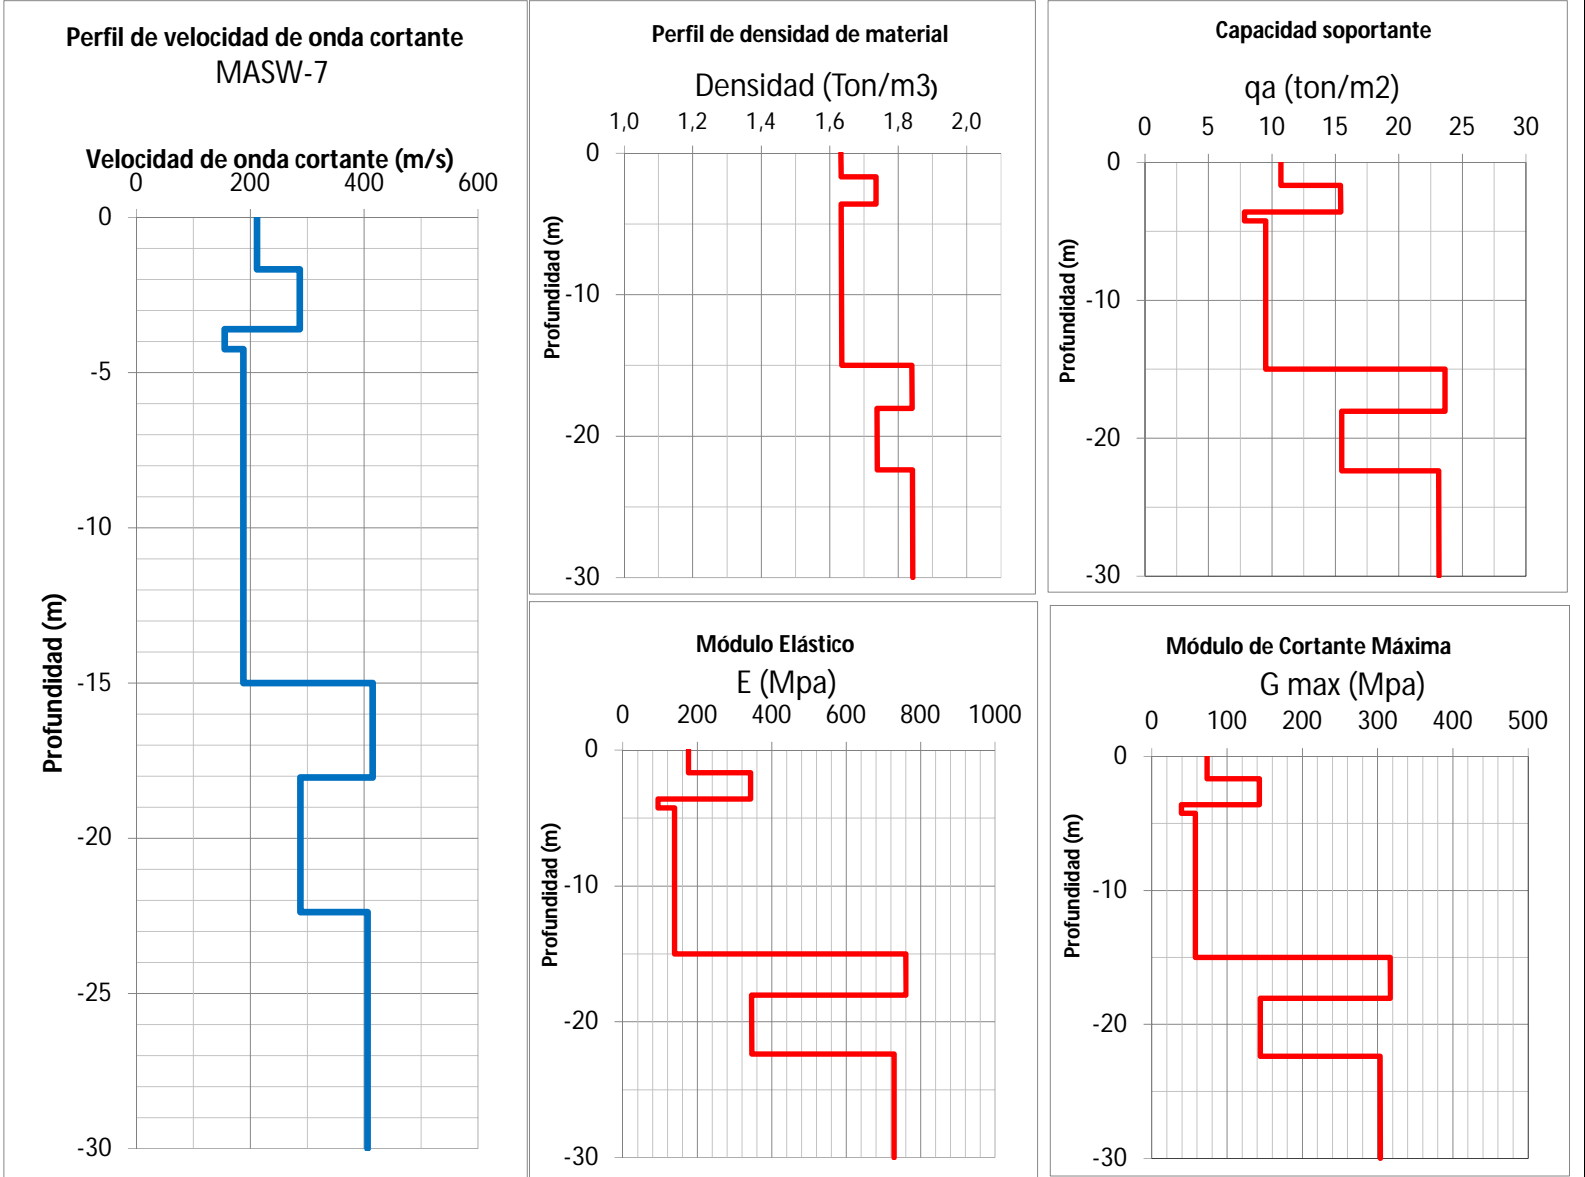 Perfil de velocidad de onda cortante
MASW-7
Velocidad de onda cortante (m/s)
0 200 400 600
0
-5
-10
-15
-20
-25
-30
Profundidad (m)
Perfil de densidad de material
Densidad (Ton/m3)
1,0 1,2 1,4 1,6 1,8 2,0
0
-10
-20
-30
Profundidad (m)
Capacidad soportante
qa (ton/m2)
0 5 10 15 20 25 30
0
-10
-20
-30
Profundidad (m)
Módulo Elástico
E (Mpa)
0 200 400 600 800 1000
0
-10
-20
-30
Profundidad (m)
Módulo de Cortante Máxima
G max (Mpa)
0 100 200 300 400 500
0
-10
-20
-30
Profundidad (m)